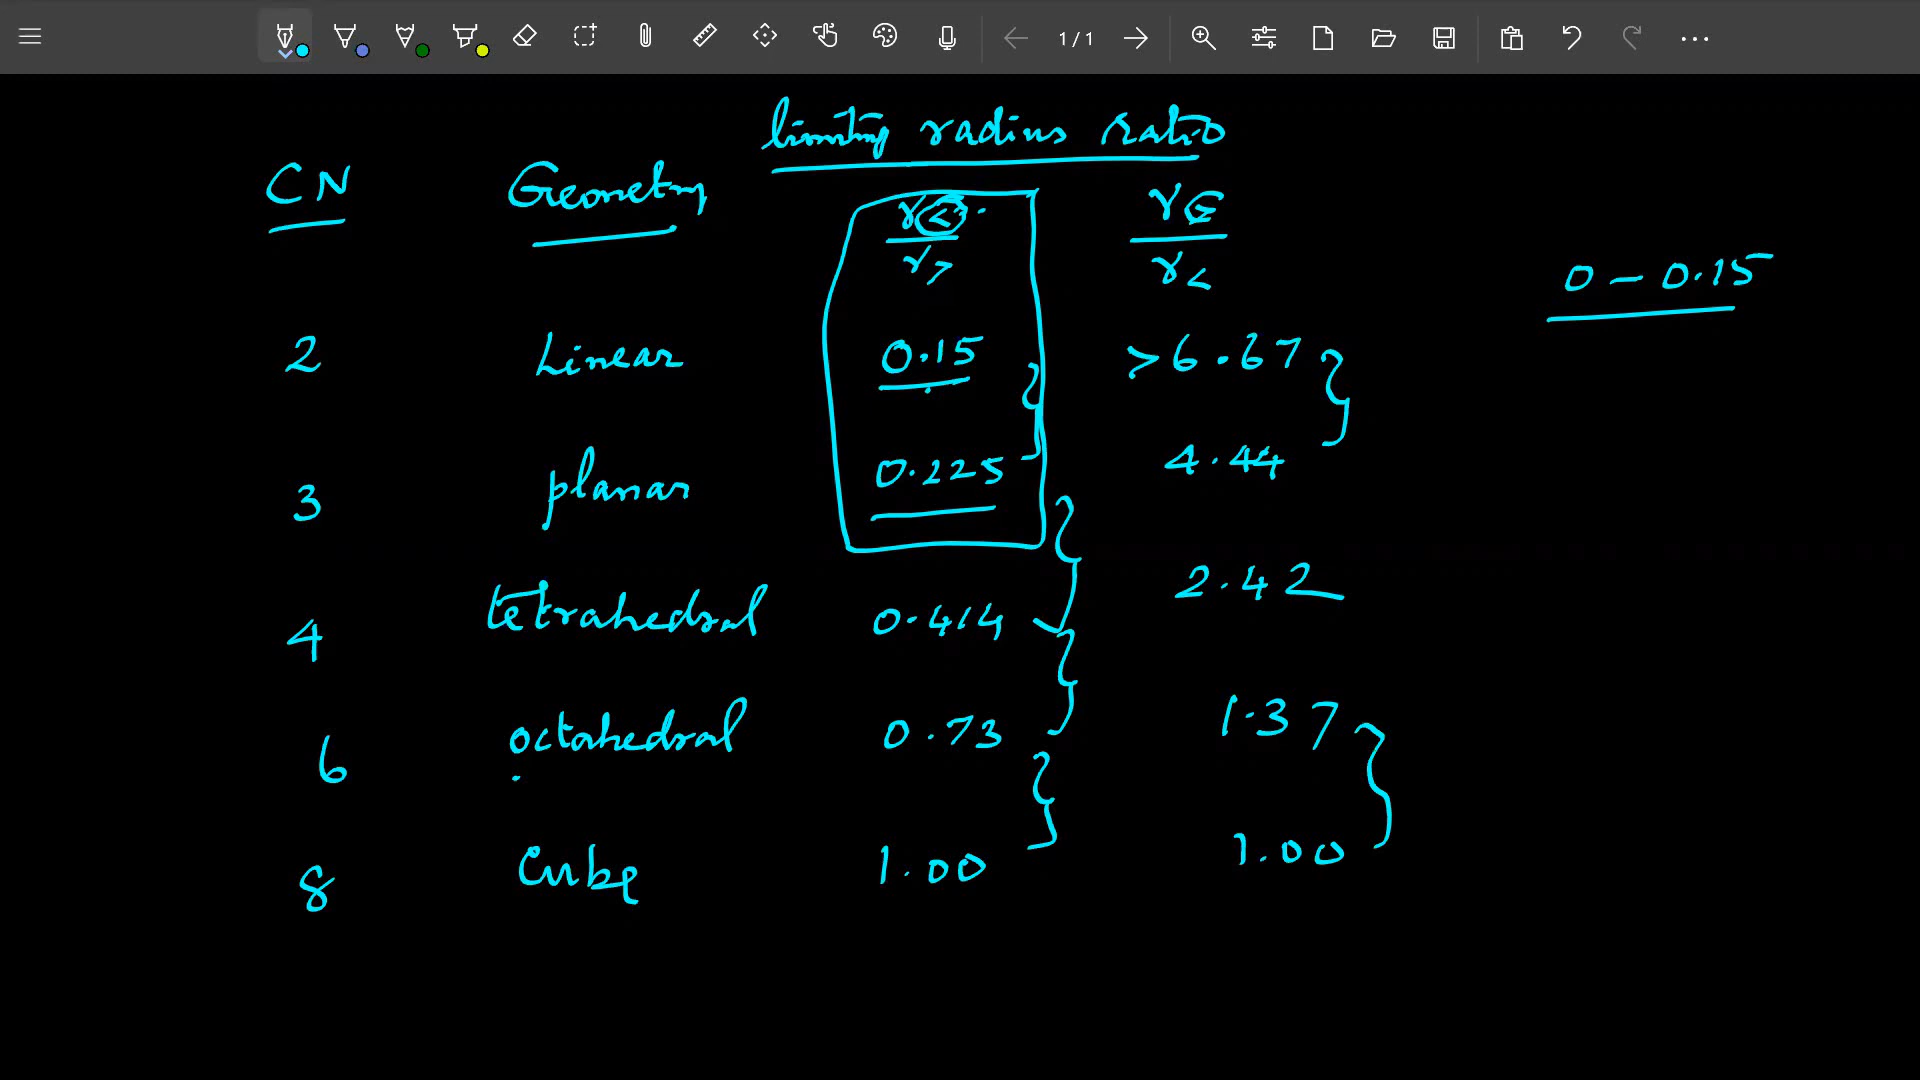 1 / 1
limiting radius ratio
CN Geometry r< / r> r> / r<
0 - 0.15
2 Linear 0.15 >6.67
3 planar 0.225 4.44
4 tetrahedral 0.414 2.42
6 octahedral 0.73 1.37
8 Cube 1.00 1.00